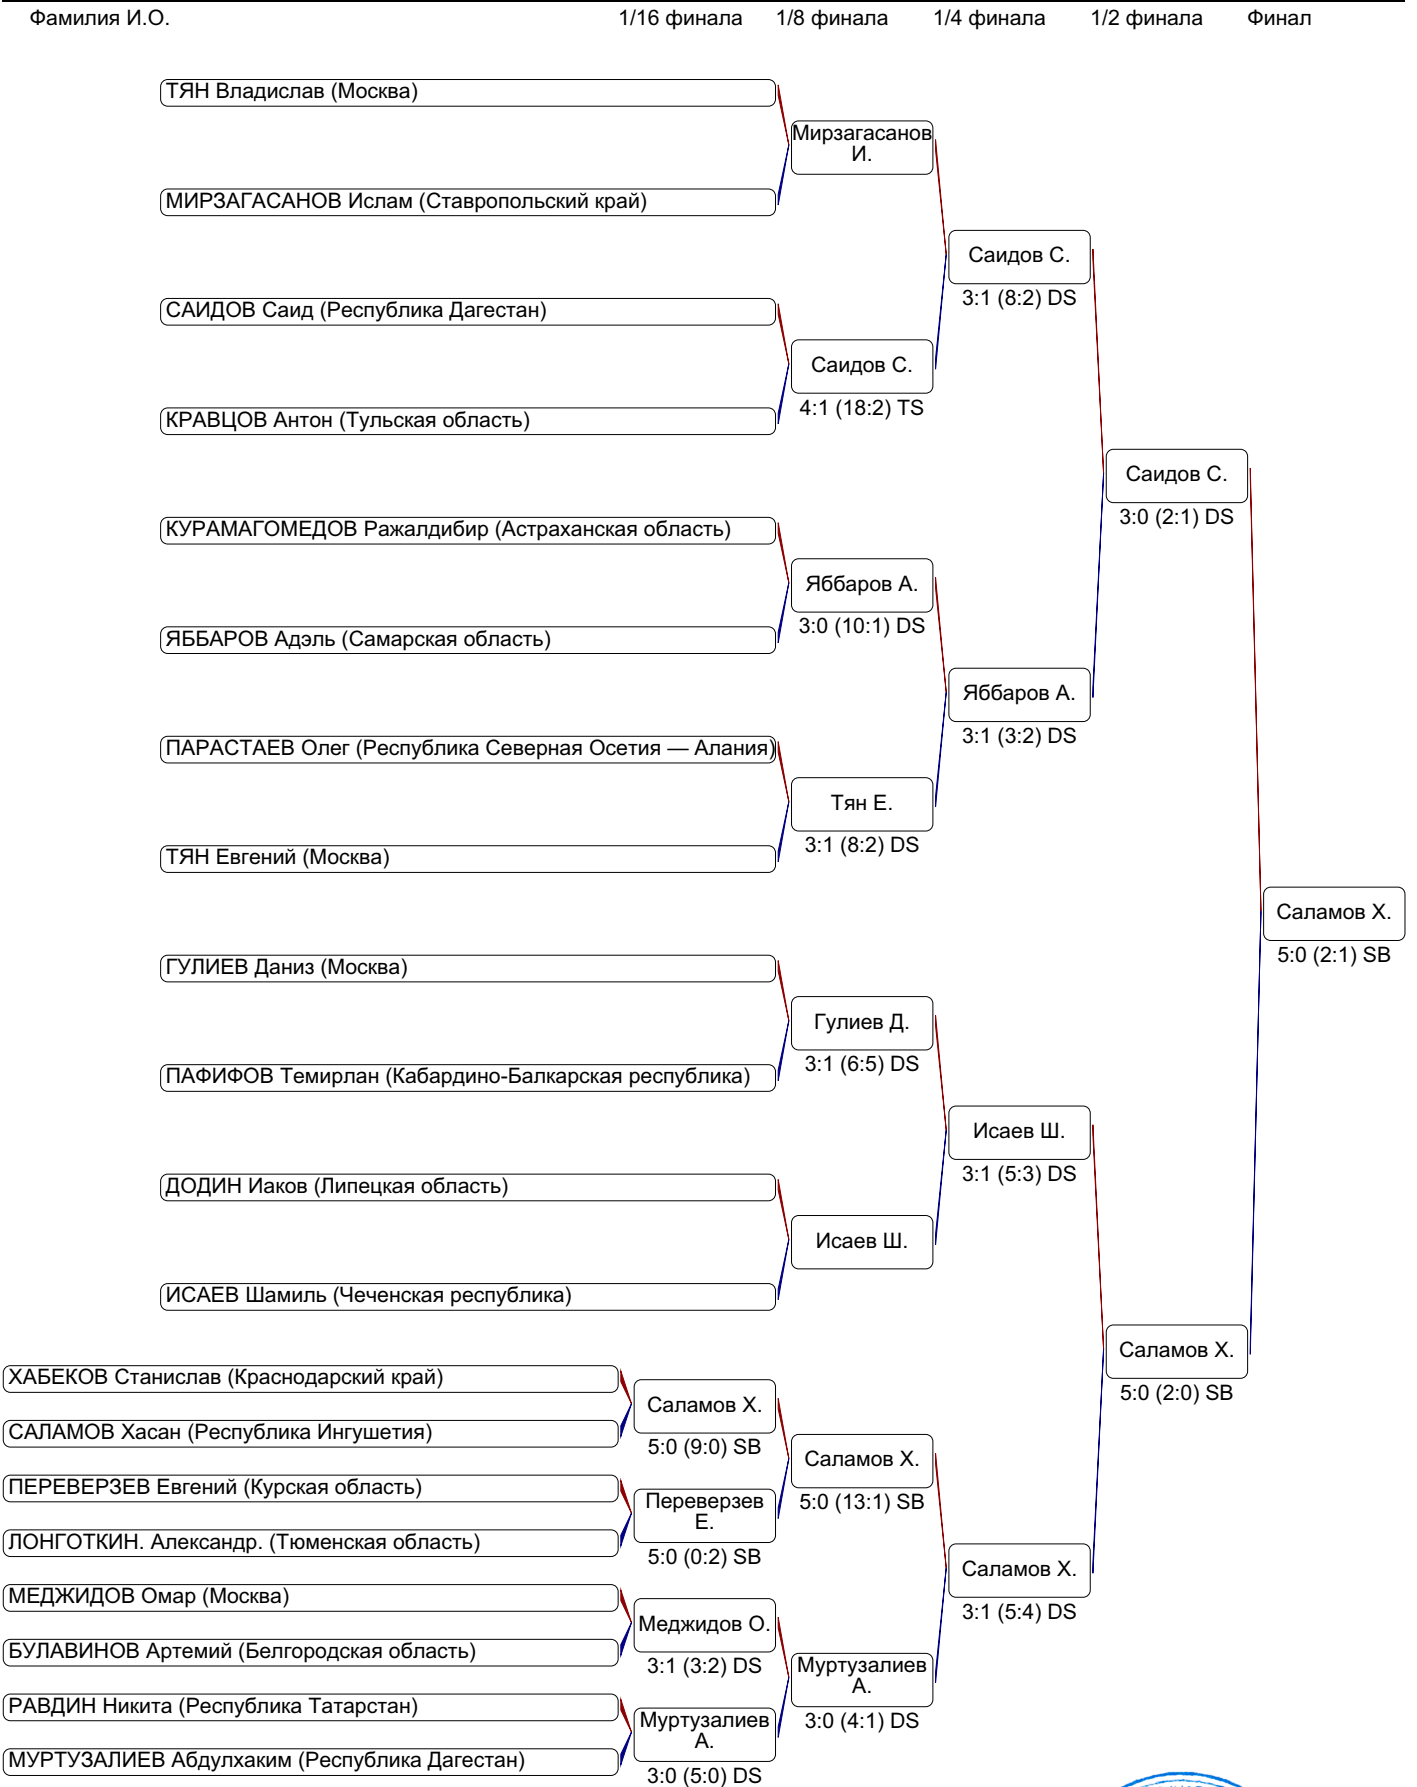 Фамилия И.О. 1/16 финала 1/8 финала 1/4 финала 1/2 финала Финал
ТЯН Владислав (Москва)
Мирзагасанов
И.
МИРЗАГАСАНОВ Ислам (Ставропольский край)
Саидов С.
3:1 (8:2) DS
САИДОВ Саид (Республика Дагестан)
Саидов С.
4:1 (18:2) TS
КРАВЦОВ Антон (Тульская область)
Саидов С.
3:0 (2:1) DS
КУРАМАГОМЕДОВ Ражалдибир (Астраханская область)
Яббаров А.
3:0 (10:1) DS
ЯББАРОВ Адэль (Самарская область)
Яббаров А.
3:1 (3:2) DS
ПАРАСТАЕВ Олег (Республика Северная Осетия — Алания)
Тян Е.
3:1 (8:2) DS
ТЯН Евгений (Москва)
Саламов Х.
5:0 (2:1) SB
ГУЛИЕВ Даниз (Москва)
Гулиев Д.
3:1 (6:5) DS
ПАФИФОВ Темирлан (Кабардино-Балкарская республика)
Исаев Ш.
3:1 (5:3) DS
ДОДИН Иаков (Липецкая область)
Исаев Ш.
ИСАЕВ Шамиль (Чеченская республика)
Саламов Х.
5:0 (2:0) SB
ХАБЕКОВ Станислав (Краснодарский край)
Саламов Х.
5:0 (9:0) SB
САЛАМОВ Хасан (Республика Ингушетия)
Саламов Х.
5:0 (13:1) SB
ПЕРЕВЕРЗЕВ Евгений (Курская область)
Переверзев
Е.
5:0 (0:2) SB
ЛОНГОТКИН. Александр. (Тюменская область)
Саламов Х.
3:1 (5:4) DS
МЕДЖИДОВ Омар (Москва)
Меджидов О.
3:1 (3:2) DS
БУЛАВИНОВ Артемий (Белгородская область)
Муртузалиев
А.
3:0 (4:1) DS
РАВДИН Никита (Республика Татарстан)
Муртузалиев
А.
3:0 (5:0) DS
МУРТУЗАЛИЕВ Абдулхаким (Республика Дагестан)